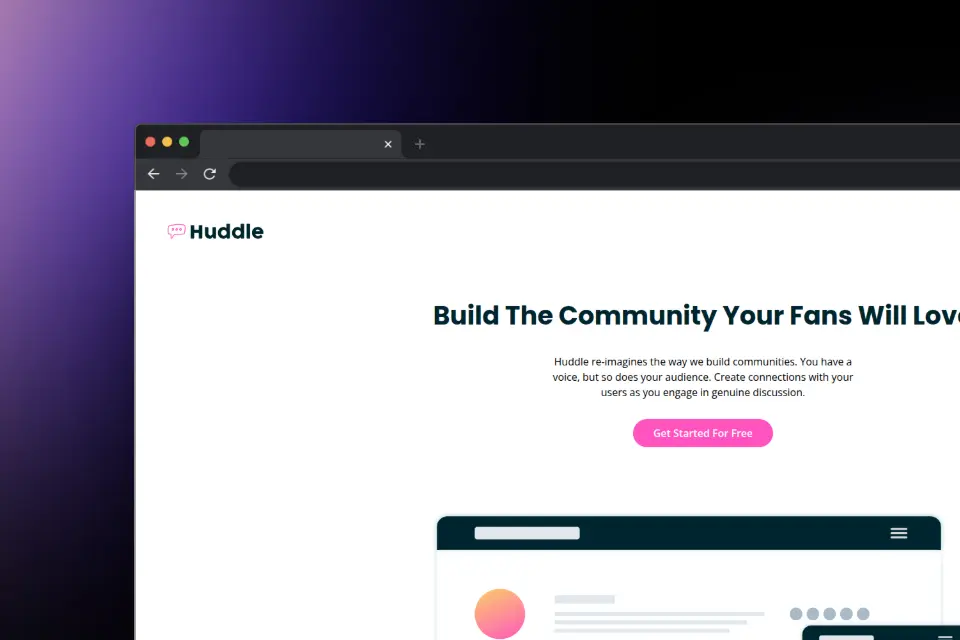 Huddle
Build The Community Your Fans Will Love
Huddle re-imagines the way we build communities. You have a
voice, but so does your audience. Create connections with your
users as you engage in genuine discussion.
Get Started For Free